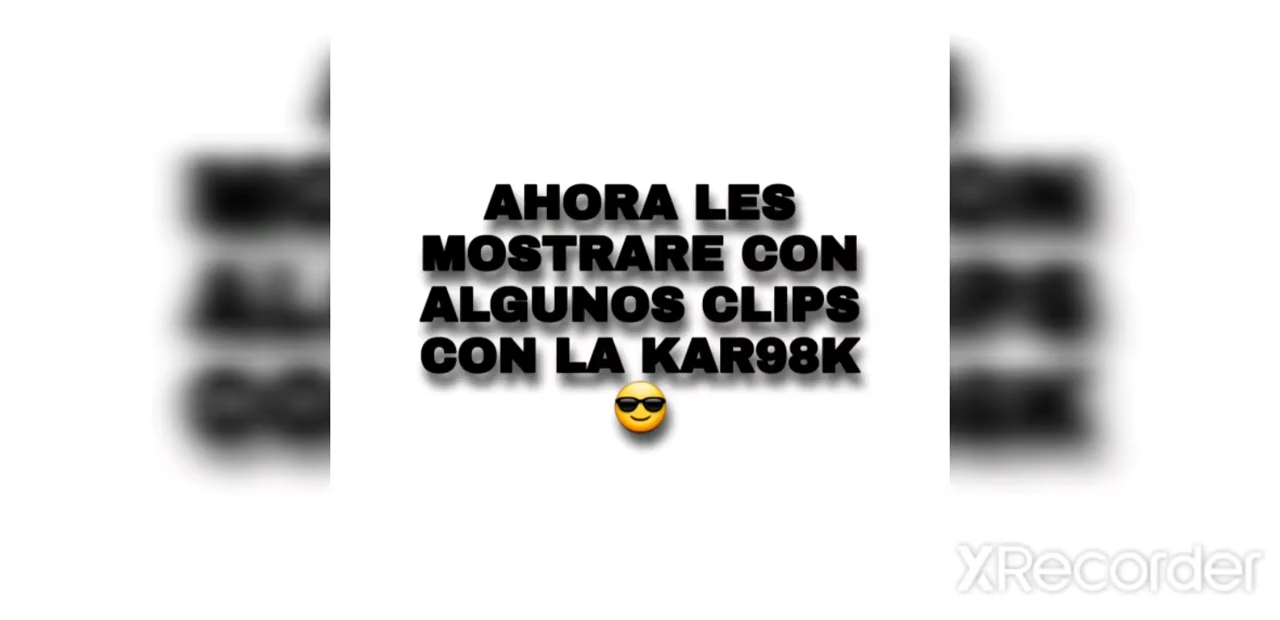 AHORA LES
MOSTRARE CON
ALGUNOS CLIPS
CON LA KAR98K
😎
XRecorder